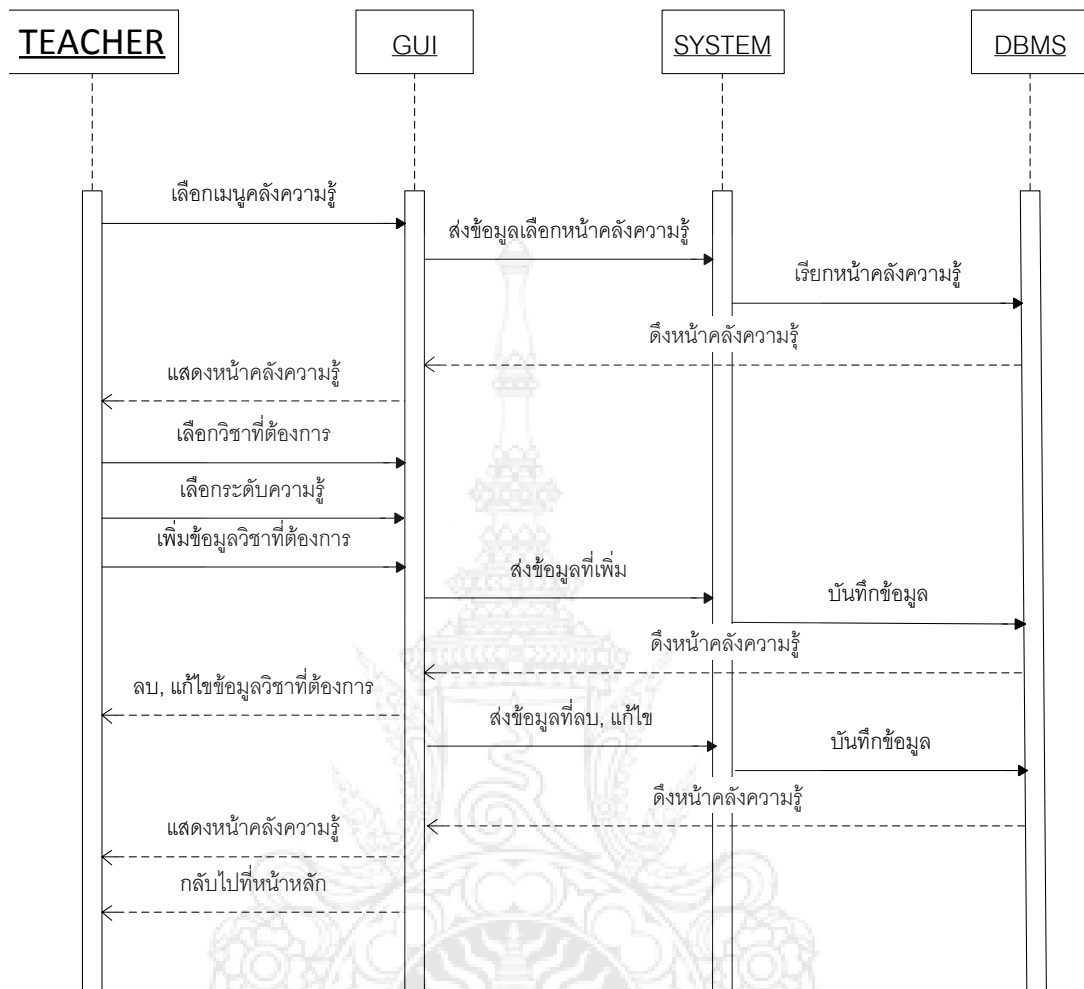 TEACHER
GUI
SYSTEM
DBMS
เลือกเมนูคลังความรู้
ส่งข้อมูลเลือกหน้าคลังความรู้
เรียกหน้าคลังความรู้
ดึงหน้าคลังความรุ้
แสดงหน้าคลังความรู้
เลือกวิชาที่ต้องการ
เลือกระดับความรู้
เพิ่มข้อมูลวิชาที่ต้องการ
ส่งข้อมูลที่เพิ่ม
บันทึกข้อมูล
ดึงหน้าคลังความรู้
ลบ, แก้ไขข้อมูลวิชาที่ต้องการ
ส่งข้อมูลที่ลบ, แก้ไข
บันทึกข้อมูล
ดึงหน้าคลังความรู้
แสดงหน้าคลังความรู้
กลับไปที่หน้าหลัก